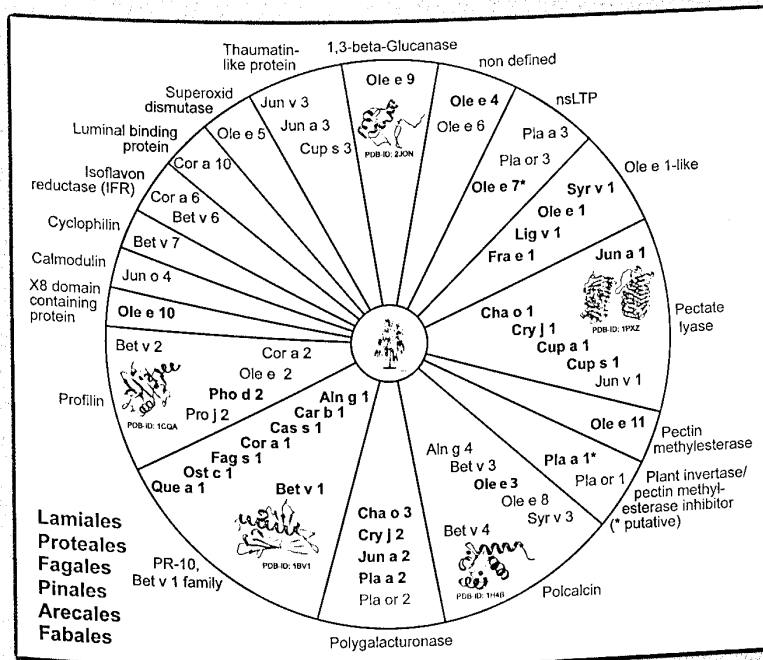 Thaumatin-
like protein
1,3-beta-Glucanase
non defined
nsLTP
Ole e 1-like
Pectate
lyase
Pectin
methylesterase
Plant invertase/
pectin methyl-
esterase inhibitor
(* putative)
Polcalcin
Polygalacturonase
PR-10,
Bet v 1 family
Profilin
X8 domain
containing
protein
Calmodulin
Cyclophilin
Isoflavon
reductase (IFR)
Luminal binding
protein
Superoxid
dismutase
Jun v 3
Jun a 3
Cup s 3
Ole e 9
PDB-ID: 2JON
Ole e 4
Ole e 6
Pla a 3
Pla or 3
Ole e 7*
Syr v 1
Ole e 1
Lig v 1
Fra e 1
Jun a 1
PDB-ID: 1PXZ
Cha o 1
Cry j 1
Cup a 1
Cup s 1
Jun v 1
Ole e 11
Pla a 1*
Pla or 1
Aln g 4
Bet v 3
Ole e 3
Ole e 8
Syr v 3
Bet v 4
PDB-ID: 1H4B
Cha o 3
Cry j 2
Jun a 2
Pla a 2
Pla or 2
Aln g 1
Car b 1
Cas s 1
Cor a 1
Fag s 1
Ost c 1
Que a 1
Bet v 1
PDB-ID: 1BV1
Bet v 2
Cor a 2
Ole e 2
Pho d 2
Pro j 2
PDB-ID: 1CQA
Ole e 10
Jun o 4
Bet v 7
Cor a 6
Bet v 6
Cor a 10
Ole e 5
Lamiales
Proteales
Fagales
Pinales
Arecales
Fabales